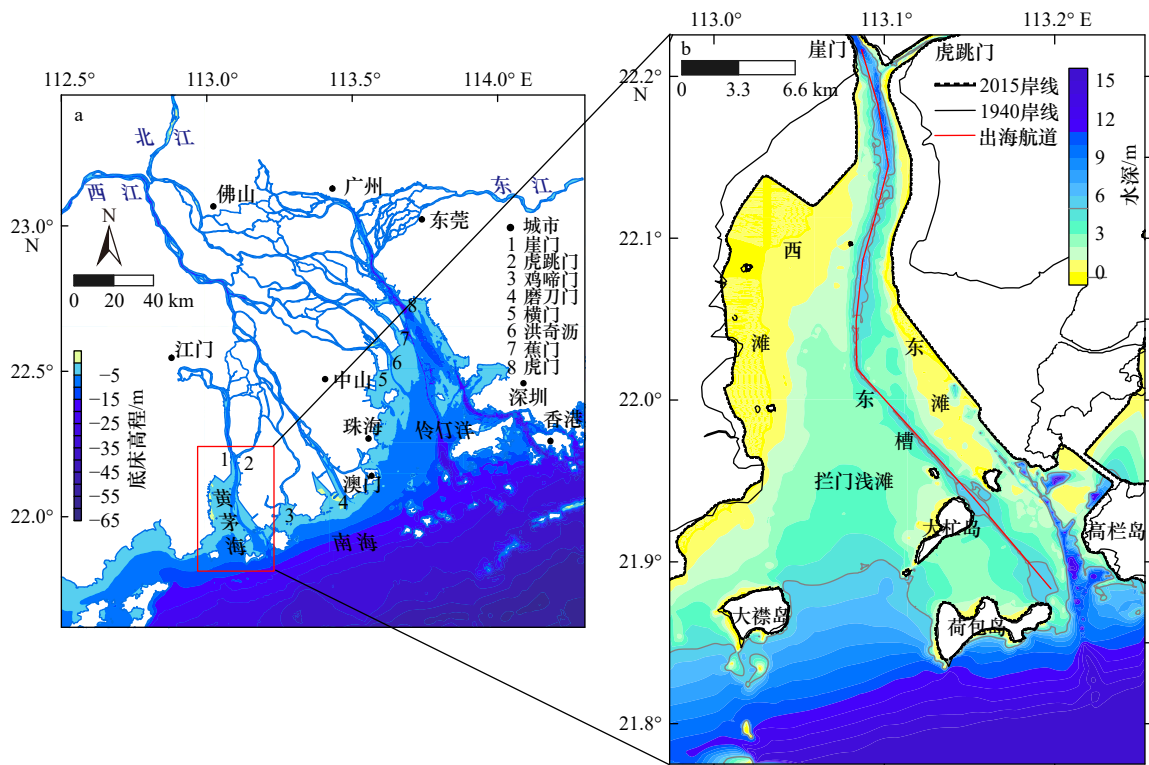 112.5° 113.0° 113.5° 114.0° E
a
北 江
西 江
东 江
佛山
广州
东莞
23.0°
N
N
0 20 40 km
城市
1 崖门
2 虎跳门
3 鸡啼门
4 磨刀门
5 横门
6 洪奇沥
7 蕉门
8 虎门
8
7
6
5
江门
中山
深圳
香港
22.5°
珠海
伶仃洋
澳门
1 2
3
4
黄
茅
海
南 海
22.0°
−5
−15
−25
−35
−45
−55
−65
底床高程/m
113.0° 113.1° 113.2° E
b
崖门
虎跳门
22.2°
N
0 3.3 6.6 km
2015岸线
1940岸线
出海航道
15
12
9
6
3
0
水深/m
22.1°
西
滩
东
滩
22.0°
东
槽
拦门浅滩
大杧岛
高栏岛
21.9°
大襟岛
荷包岛
21.8°